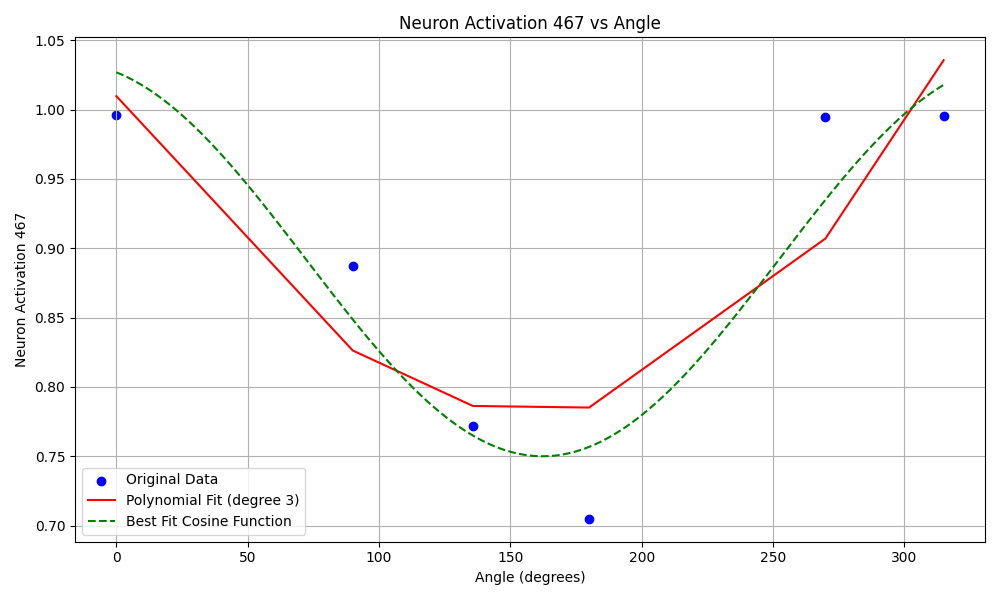 Neuron Activation 467 vs Angle
Neuron Activation 467
1.05
1.00
0.95
0.90
0.85
0.80
0.75
0.70
Original Data
Polynomial Fit (degree 3)
Best Fit Cosine Function
0 50 100 150 200 250 300
Angle (degrees)